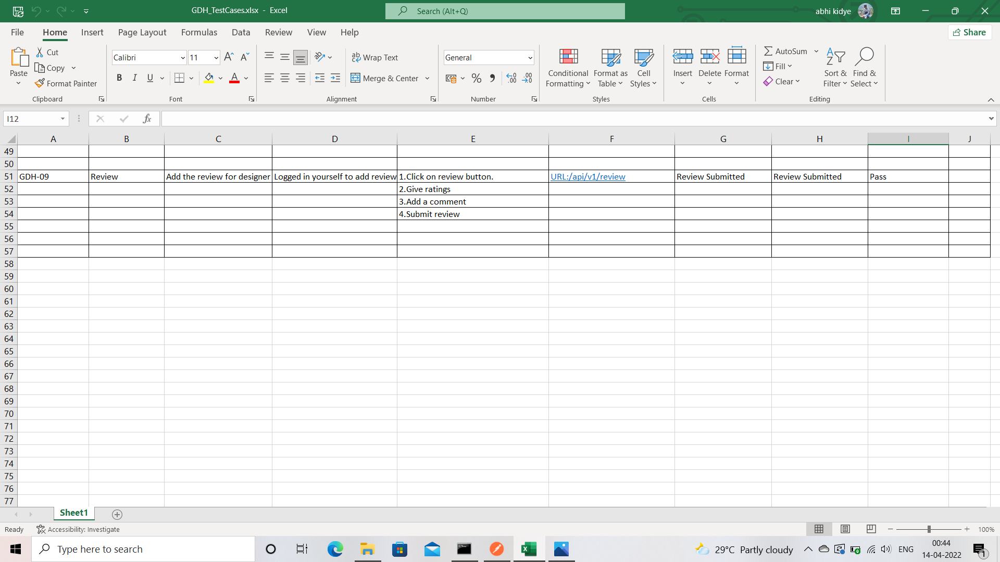 GDH_TestCases.xlsx - Excel
Search (Alt+Q)
abhi kidye
File Home Insert Page Layout Formulas Data Review View Help
Share
Paste
Cut
Copy
Format Painter
Clipboard
Calibri 11
B I U
Font
Wrap Text
Merge & Center
Alignment
General
Number
Conditional Formatting
Format as Table
Cell Styles
Styles
Insert
Delete
Format
Cells
AutoSum
Fill
Clear
Sort & Filter
Find & Select
Editing
I12
fx
A B C D E F G H I J
49
50
51 GDH-09 Review Add the review for designer Logged in yourself to add review 1.Click on review button. URL:/api/v1/review Review Submitted Review Submitted Pass
52 2.Give ratings
53 3.Add a comment
54 4.Submit review
55
56
57
58
59
60
61
62
63
64
65
66
67
68
69
70
71
72
73
74
75
76
77
Sheet1
Ready
Accessibility: Investigate
100%
Type here to search
29°C Partly cloudy
ENG
00:44
14-04-2022
1